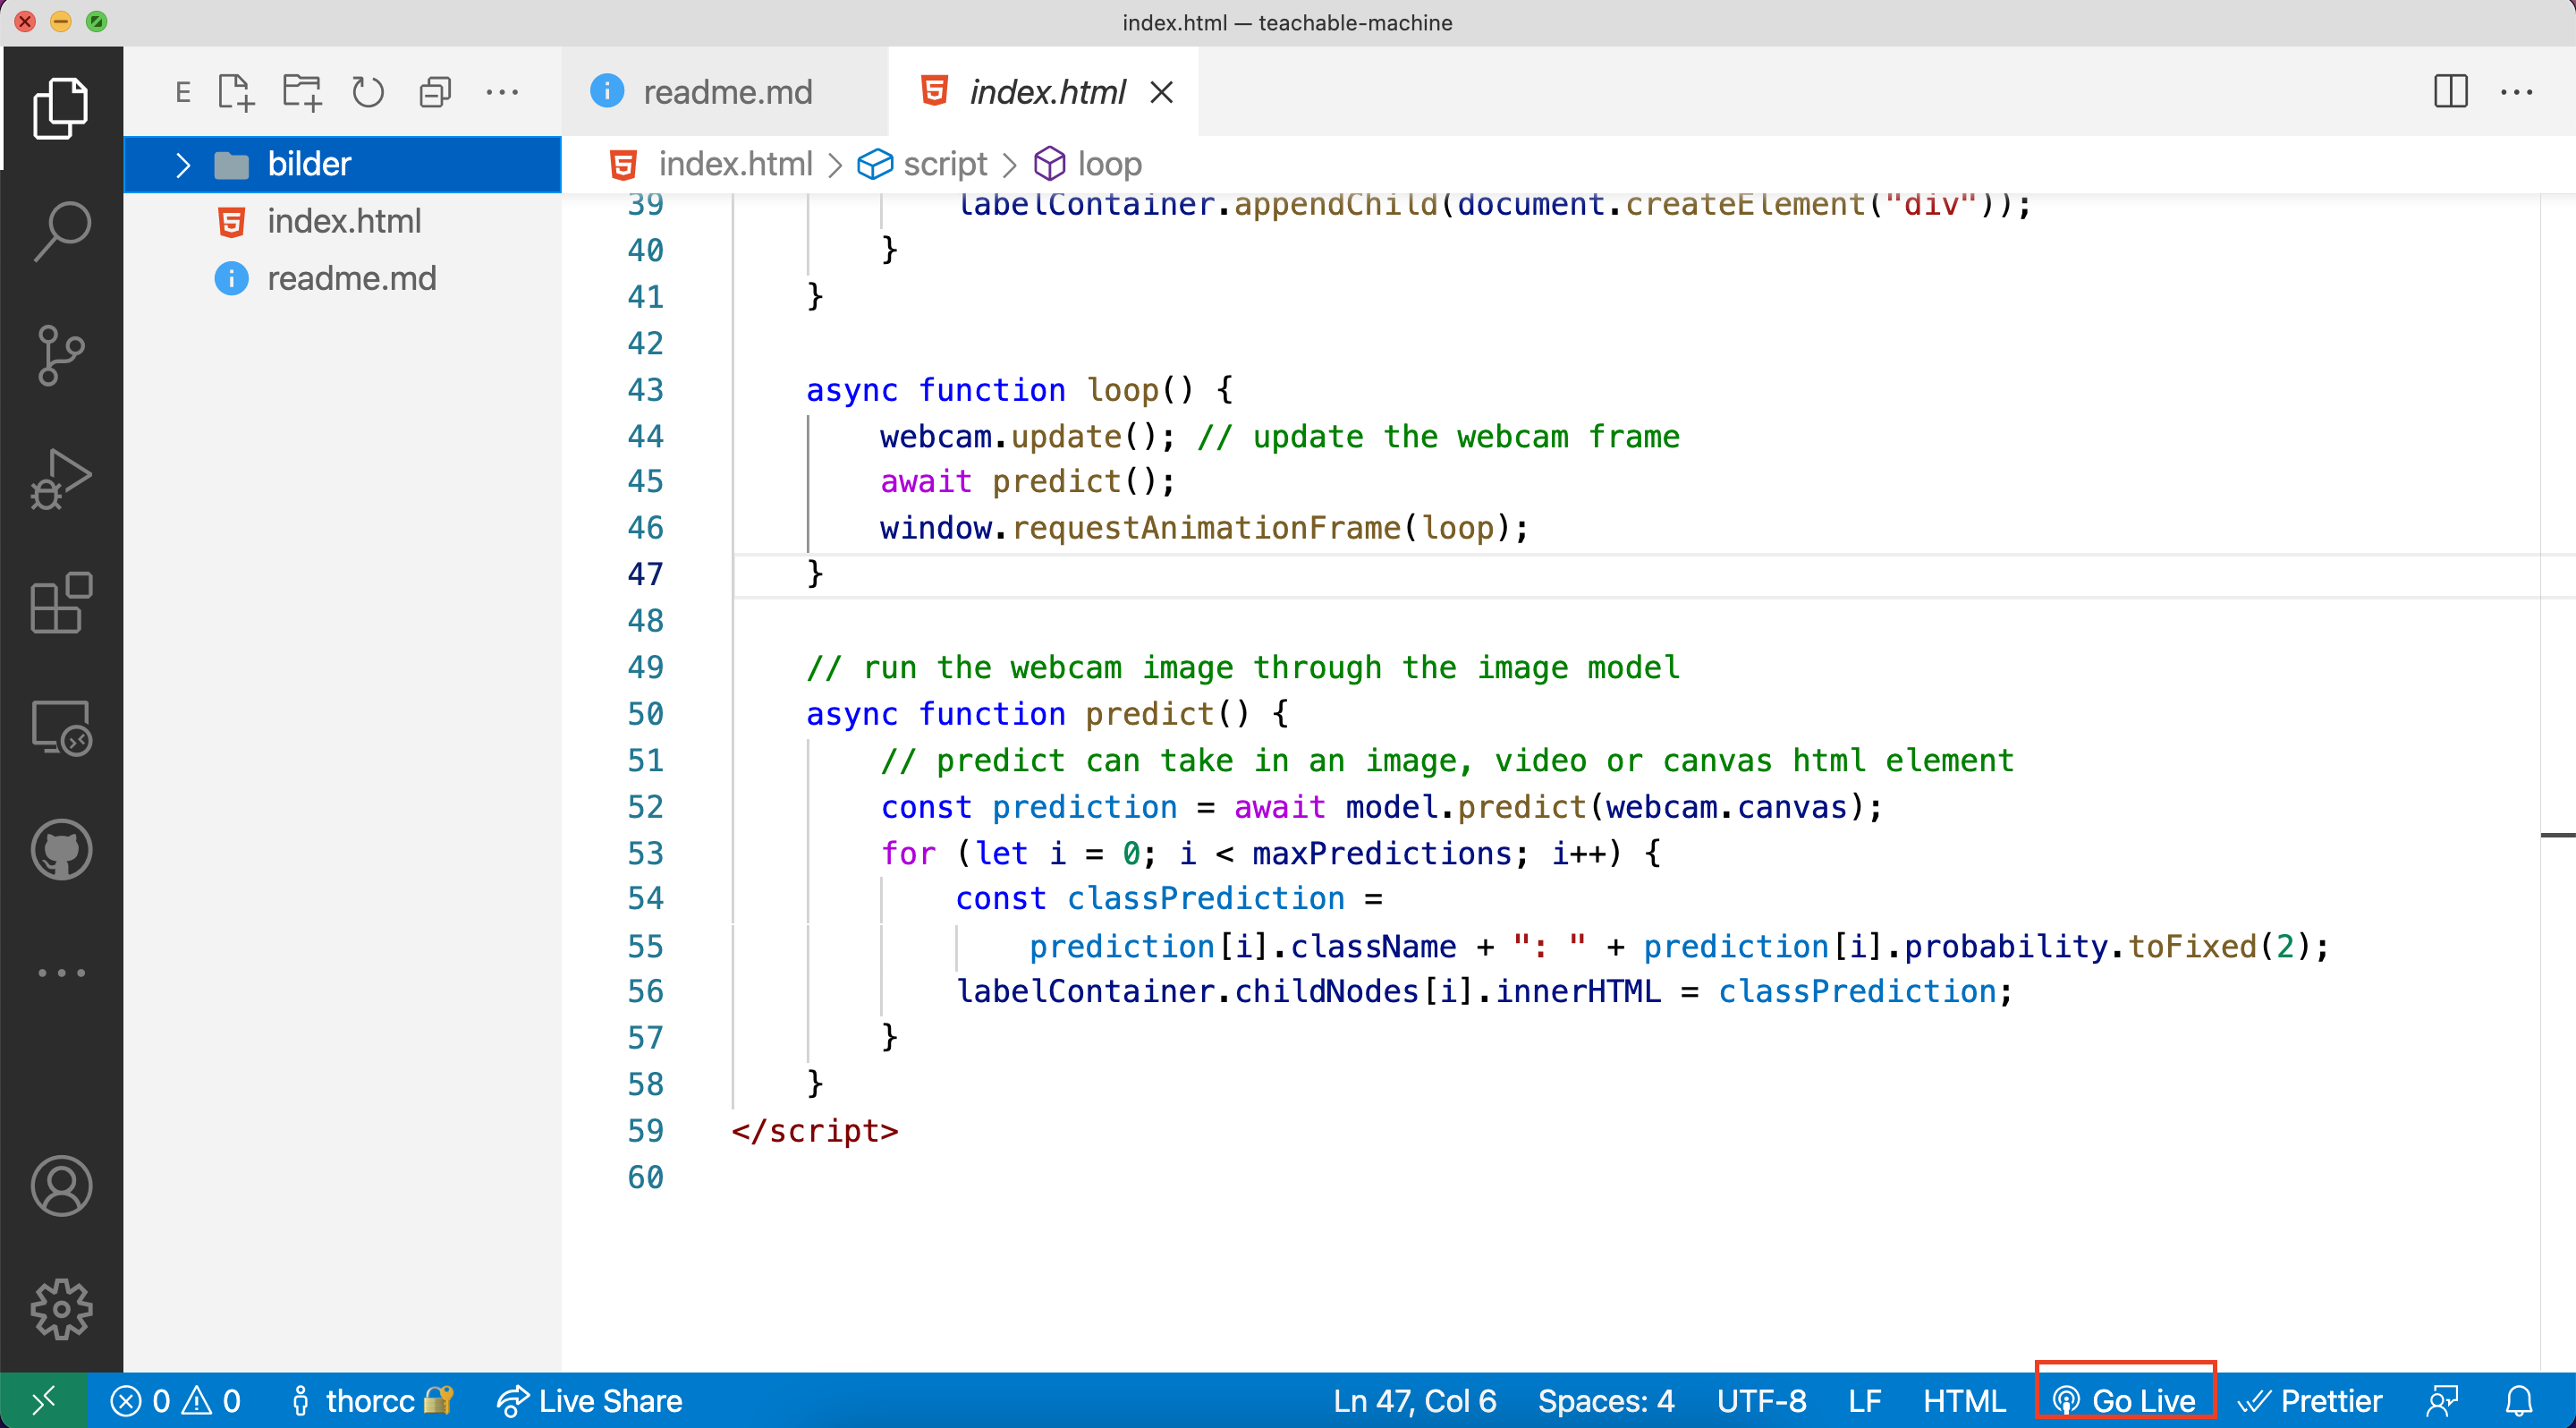 index.html — teachable-machine
E
readme.md
index.html
bilder
index.html
readme.md
index.html > script > loop
39 labelContainer.appendChild(document.createElement("div"));
40 }
41 }
42
43 async function loop() {
44 webcam.update(); // update the webcam frame
45 await predict();
46 window.requestAnimationFrame(loop);
47 }
48
49 // run the webcam image through the image model
50 async function predict() {
51 // predict can take in an image, video or canvas html element
52 const prediction = await model.predict(webcam.canvas);
53 for (let i = 0; i < maxPredictions; i++) {
54 const classPrediction =
55 prediction[i].className + ": " + prediction[i].probability.toFixed(2);
56 labelContainer.childNodes[i].innerHTML = classPrediction;
57 }
58 }
59 </script>
60
0 0 thorcc 🔐 Live Share Ln 47, Col 6 Spaces: 4 UTF-8 LF HTML Go Live Prettier